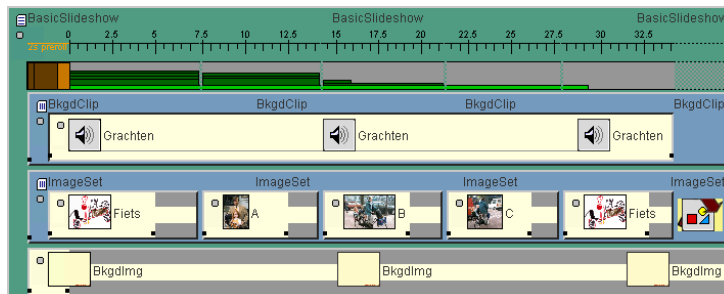 BasicSlideshow BasicSlideshow BasicSlideshow
0 2.5 5 7.5 10 12.5 15 17.5 20 22.5 25 27.5 30 32.5
2s preroll
BkgdClip BkgdClip BkgdClip BkgdClip
Grachten Grachten Grachten
ImageSet ImageSet ImageSet ImageSet
Fiets A B C Fiets
BkgdImg BkgdImg BkgdImg